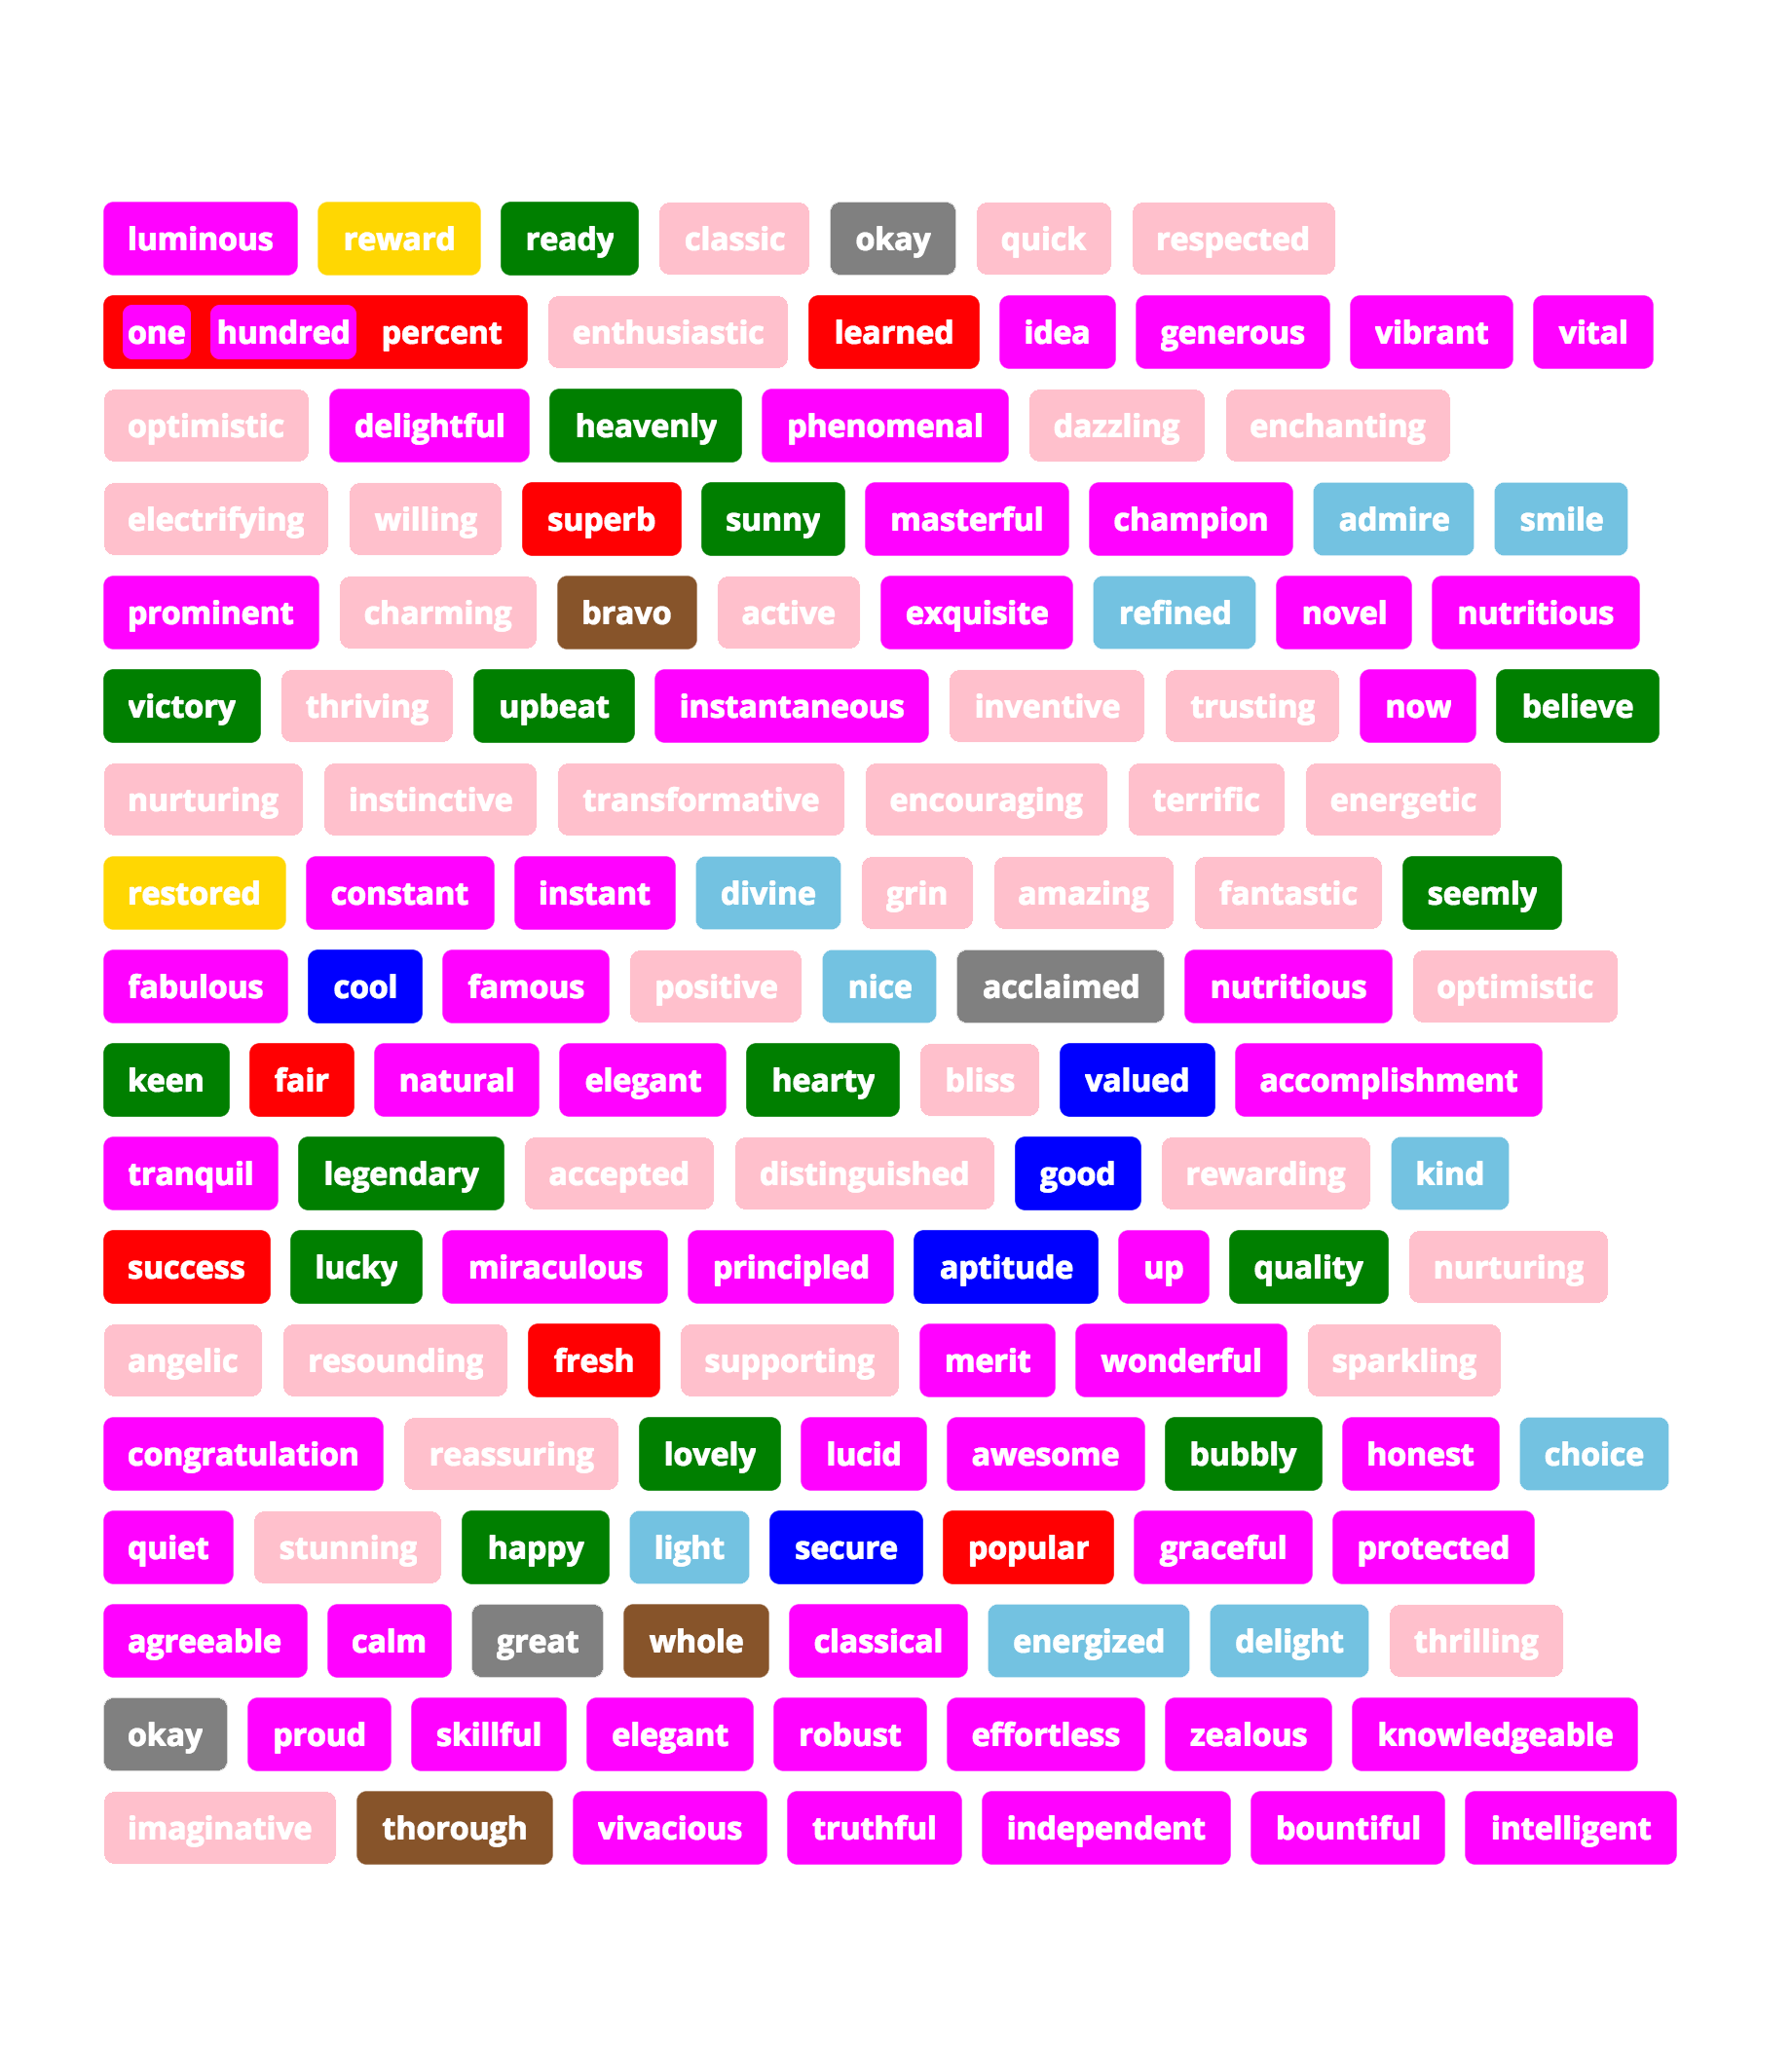 luminous reward ready classic okay quick respected
one hundred percent enthusiastic learned idea generous vibrant vital
optimistic delightful heavenly phenomenal dazzling enchanting
electrifying willing superb sunny masterful champion admire smile
prominent charming bravo active exquisite refined novel nutritious
victory thriving upbeat instantaneous inventive trusting now believe
nurturing instinctive transformative encouraging terrific energetic
restored constant instant divine grin amazing fantastic seemly
fabulous cool famous positive nice acclaimed nutritious optimistic
keen fair natural elegant hearty bliss valued accomplishment
tranquil legendary accepted distinguished good rewarding kind
success lucky miraculous principled aptitude up quality nurturing
angelic resounding fresh supporting merit wonderful sparkling
congratulation reassuring lovely lucid awesome bubbly honest choice
quiet stunning happy light secure popular graceful protected
agreeable calm great whole classical energized delight thrilling
okay proud skillful elegant robust effortless zealous knowledgeable
imaginative thorough vivacious truthful independent bountiful intelligent